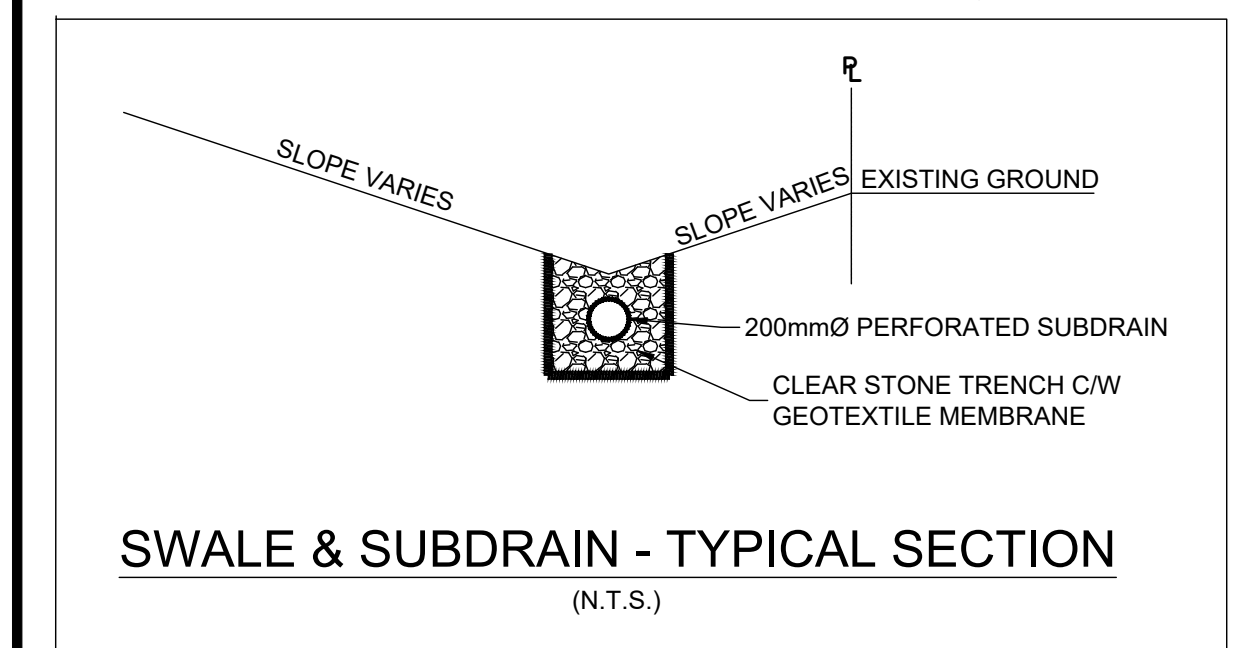 PL
SLOPE VARIES
SLOPE VARIES
EXISTING GROUND
200mmØ PERFORATED SUBDRAIN
CLEAR STONE TRENCH C/W
GEOTEXTILE MEMBRANE
SWALE & SUBDRAIN - TYPICAL SECTION
(N.T.S.)